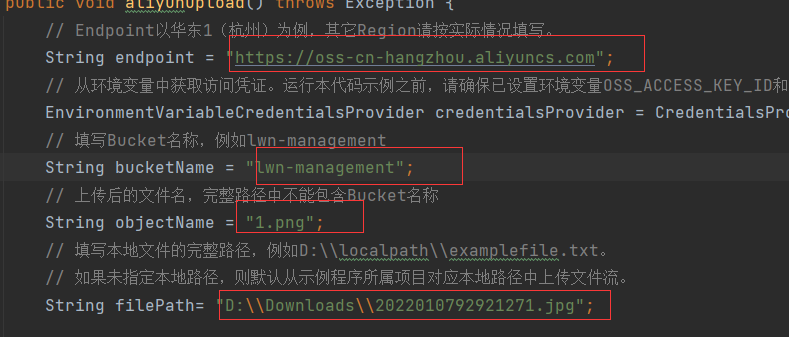 public void aliyunUpload() throws Exception {
// Endpoint以华东1（杭州）为例，其它Region请按实际情况填写。
String endpoint = "https://oss-cn-hangzhou.aliyuncs.com";
// 从环境变量中获取访问凭证。运行本代码示例之前，请确保已设置环境变量OSS_ACCESS_KEY_ID和
EnvironmentVariableCredentialsProvider credentialsProvider = CredentialsPro
// 填写Bucket名称，例如lwn-management
String bucketName = "lwn-management";
// 上传后的文件名，完整路径中不能包含Bucket名称
String objectName = "1.png";
// 填写本地文件的完整路径，例如D:\\localpath\\examplefile.txt。
// 如果未指定本地路径，则默认从示例程序所属项目对应本地路径中上传文件流。
String filePath= "D:\\Downloads\\2022010792921271.jpg";